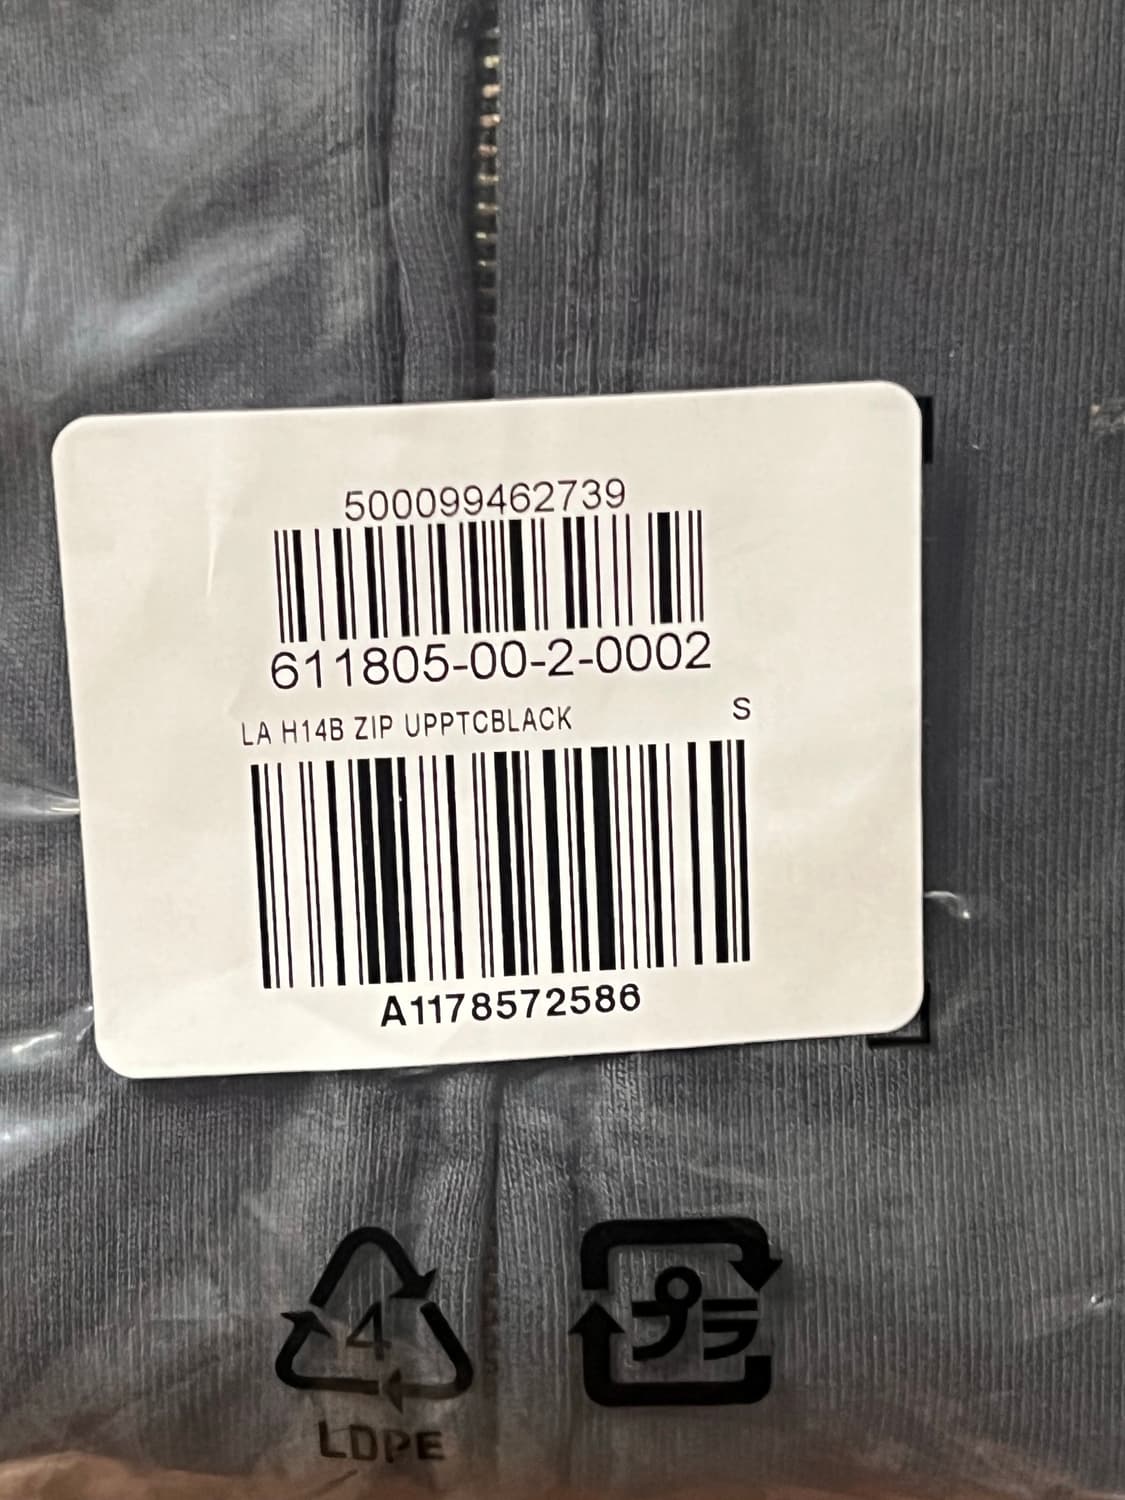 500099462739
611805-00-2-0002
LA H14B ZIP UPPTCBLACK S
A1178572586
4 プラ
LDPE